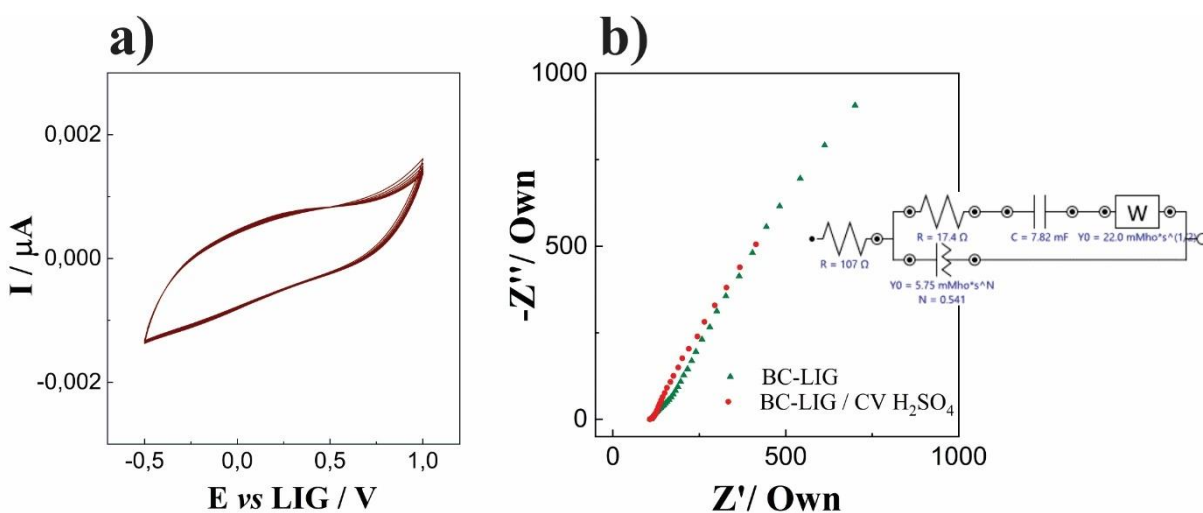 a)
0,002
0,000
-0,002
I / µA
-0,5
0,0
0,5
1,0
E vs LIG / V
b)
1000
500
0
-Z''/ Own
0
500
1000
Z'/ Own
BC-LIG
BC-LIG / CV H₂SO₄
R = 107 Ω
R = 17.4 Ω
C = 7.82 mF
W
Y0 = 22.0 mMho*s^(1/2)
Y0 = 5.75 mMho*s^N
N = 0.541